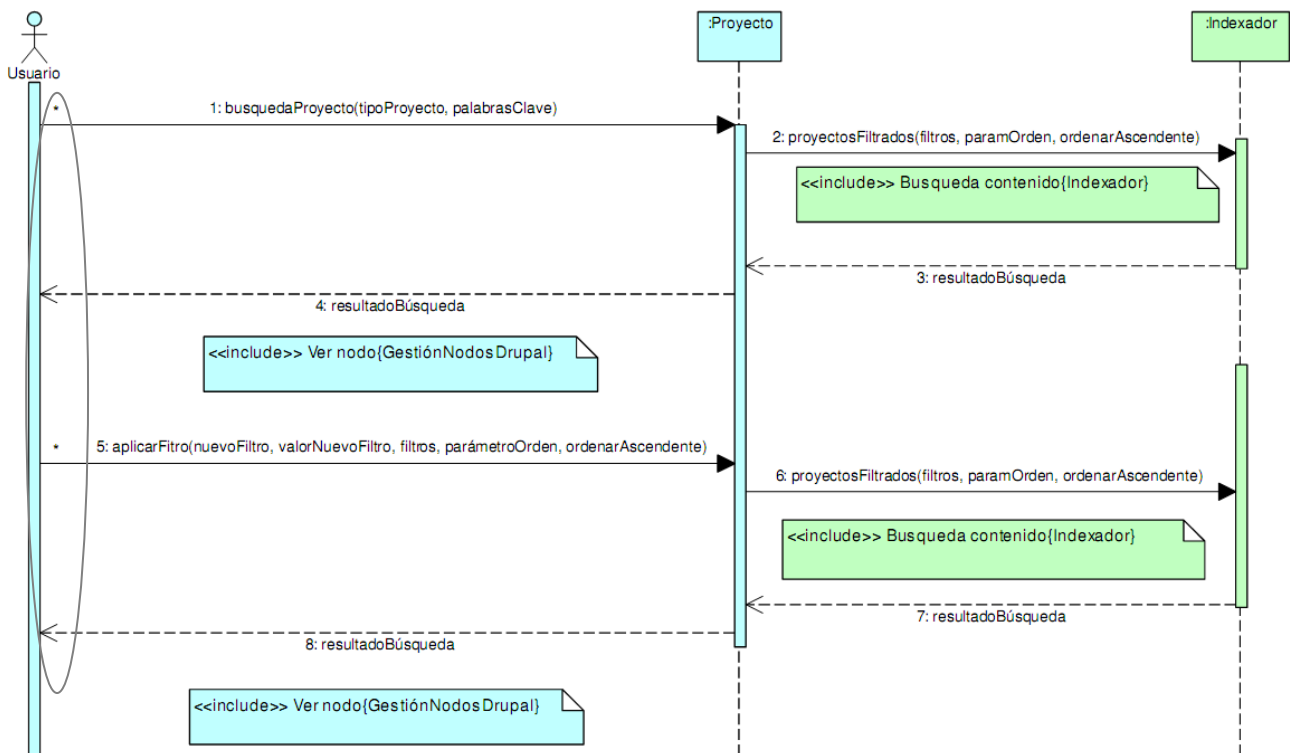 :Proyecto
:Indexador
Usuario
*
1: busquedaProyecto(tipoProyecto, palabrasClave)
2: proyectosFiltrados(filtros, paramOrden, ordenarAscendente)
<<include>> Busqueda contenido{Indexador}
3: resultadoBúsqueda
4: resultadoBúsqueda
<<include>> Ver nodo{GestiónNodosDrupal}
*
5: aplicarFitro(nuevoFiltro, valorNuevoFiltro, filtros, parámetroOrden, ordenarAscendente)
6: proyectosFiltrados(filtros, paramOrden, ordenarAscendente)
<<include>> Busqueda contenido{Indexador}
7: resultadoBúsqueda
8: resultadoBúsqueda
<<include>> Ver nodo{GestiónNodosDrupal}